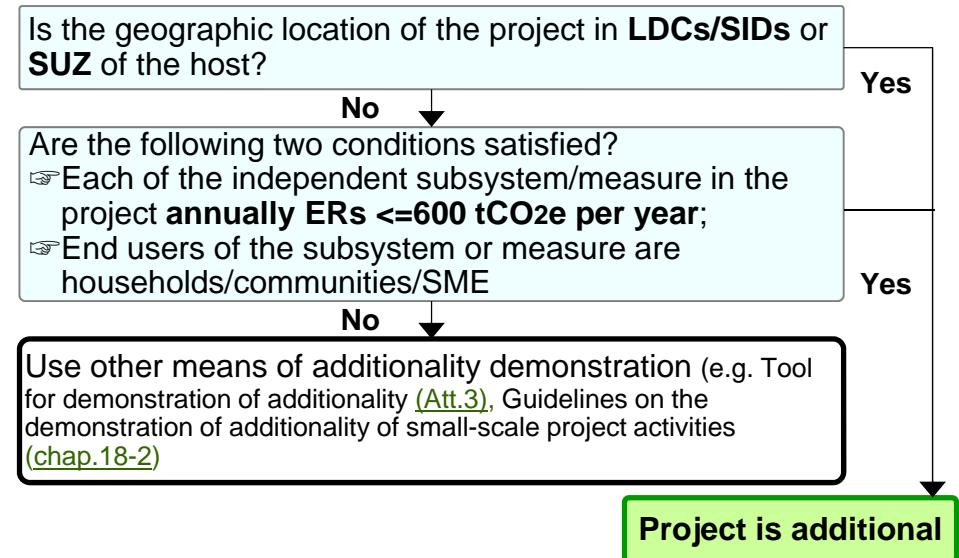 Is the geographic location of the project in LDCs/SIDs or
SUZ of the host?
Yes
No
Are the following two conditions satisfied?
☞Each of the independent subsystem/measure in the
project annually ERs <=600 tCO2e per year;
☞End users of the subsystem or measure are
households/communities/SME
Yes
No
Use other means of additionality demonstration (e.g. Tool
for demonstration of additionality (Att.3), Guidelines on the
demonstration of additionality of small-scale project activities
(chap.18-2)
Project is additional